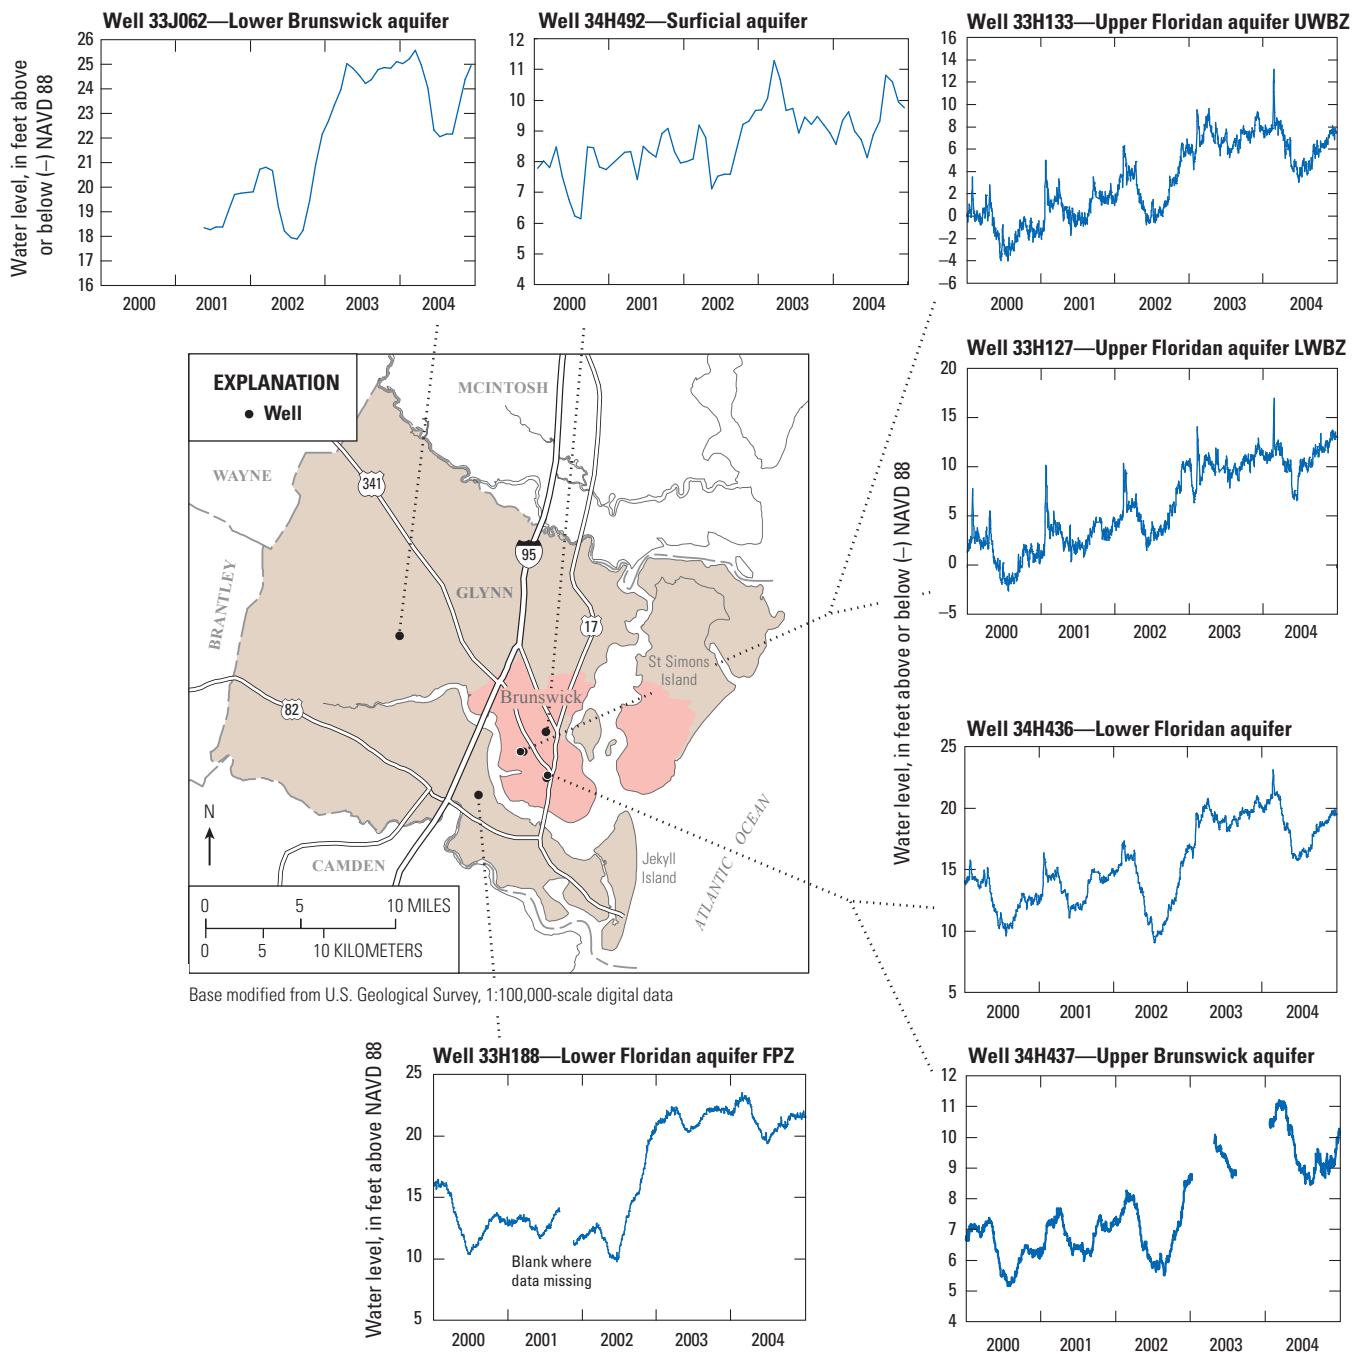 Well 33J062—Lower Brunswick aquifer
Water level, in feet above
or below (–) NAVD 88
26
25
24
23
22
21
20
19
18
17
16
2000 2001 2002 2003 2004
Well 34H492—Surficial aquifer
12
11
10
9
8
7
6
5
4
2000 2001 2002 2003 2004
Well 33H133—Upper Floridan aquifer UWBZ
16
14
12
10
8
6
4
2
0
–2
–4
–6
2000 2001 2002 2003 2004
Well 33H127—Upper Floridan aquifer LWBZ
Water level, in feet above or below (–) NAVD 88
20
15
10
5
0
–5
2000 2001 2002 2003 2004
EXPLANATION
Well
MCINTOSH
WAYNE
341
95
BRANTLEY
GLYNN
17
St Simons
Island
Brunswick
82
N
CAMDEN
Jekyll
Island
ATLANTIC OCEAN
0 5 10 MILES
0 5 10 KILOMETERS
Base modified from U.S. Geological Survey, 1:100,000-scale digital data
Well 34H436—Lower Floridan aquifer
25
20
15
10
5
2000 2001 2002 2003 2004
Well 33H188—Lower Floridan aquifer FPZ
Water level, in feet above NAVD 88
25
20
15
10
5
Blank where
data missing
2000 2001 2002 2003 2004
Well 34H437—Upper Brunswick aquifer
12
11
10
9
8
7
6
5
4
2000 2001 2002 2003 2004